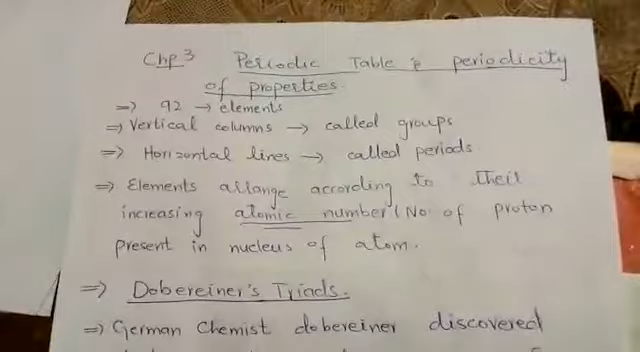 Chp 3 Periodic Table & periodicity
of properties.
⇒ 92 → elements
⇒ Vertical columns → called groups
⇒ Horizontal lines → called periods.
⇒ Elements arrange according to their
increasing atomic number (No. of proton
present in nucleus of atom.
⇒ Dobereiner's Triads.
⇒ German Chemist dobereiner discovered